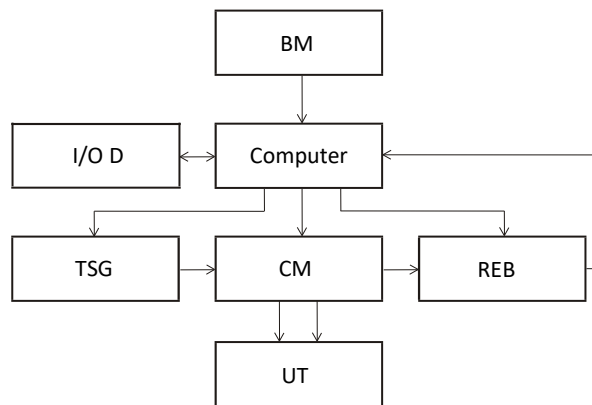 BM
I/O D
Computer
TSG
CM
REB
UT